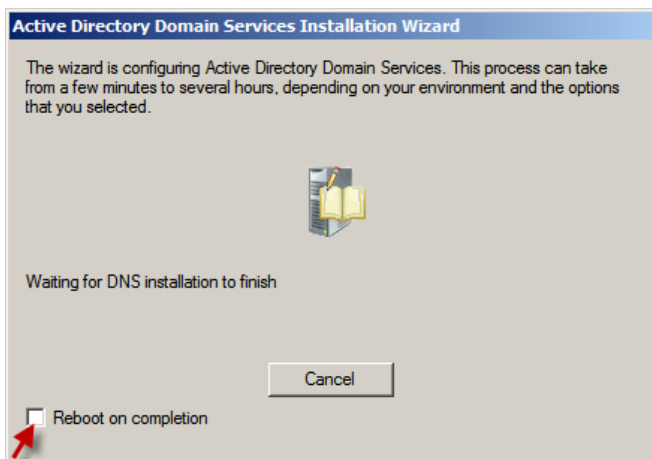 Active Directory Domain Services Installation Wizard
The wizard is configuring Active Directory Domain Services. This process can take
from a few minutes to several hours, depending on your environment and the options
that you selected.
Waiting for DNS installation to finish
Cancel
Reboot on completion